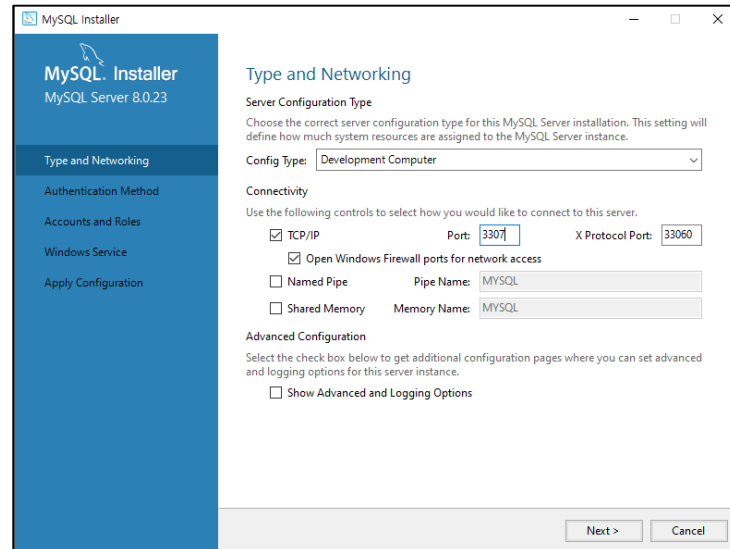 MySQL Installer
MySQL. Installer
MySQL Server 8.0.23
Type and Networking
Authentication Method
Accounts and Roles
Windows Service
Apply Configuration
Type and Networking
Server Configuration Type
Choose the correct server configuration type for this MySQL Server installation. This setting will
define how much system resources are assigned to the MySQL Server instance.
Config Type: Development Computer
Connectivity
Use the following controls to select how you would like to connect to this server.
TCP/IP Port: 3307 X Protocol Port: 33060
Open Windows Firewall ports for network access
Named Pipe Pipe Name: MYSQL
Shared Memory Memory Name: MYSQL
Advanced Configuration
Select the check box below to get additional configuration pages where you can set advanced
and logging options for this server instance.
Show Advanced and Logging Options
Next > Cancel